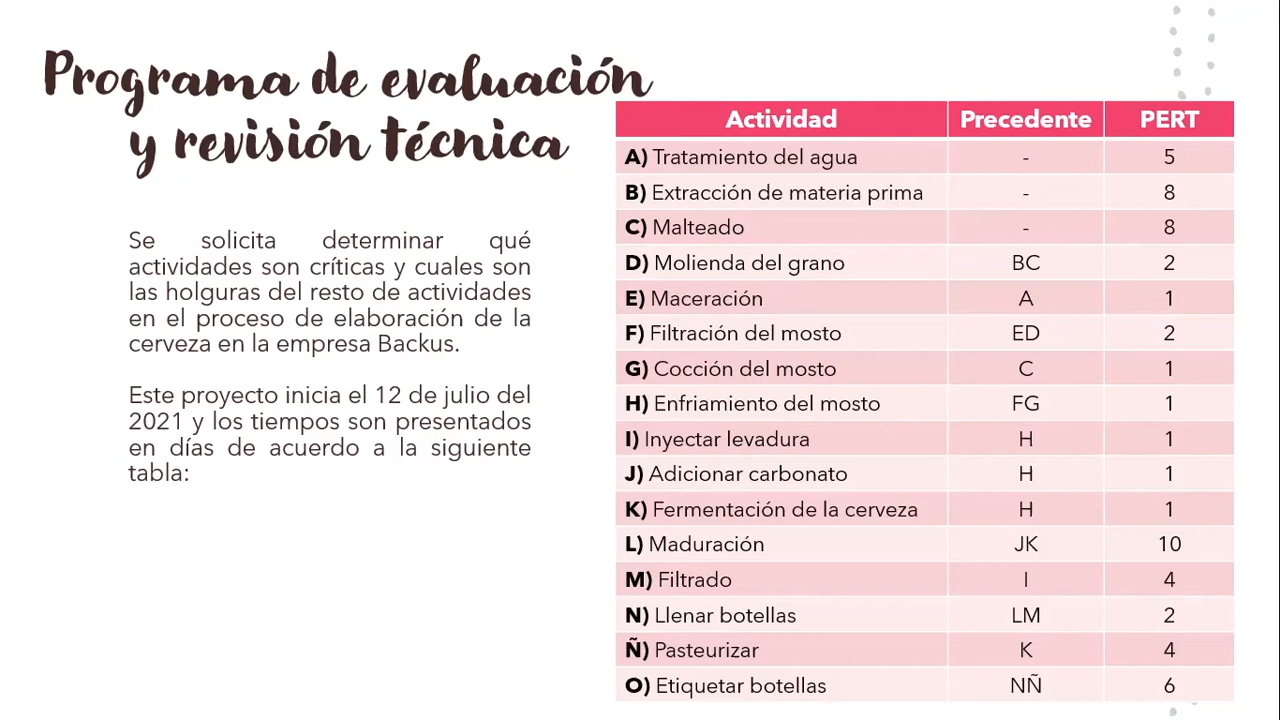 Programa de evaluación
y revisión técnica
Se solicita determinar qué
actividades son críticas y cuales son
las holguras del resto de actividades
en el proceso de elaboración de la
cerveza en la empresa Backus.
Este proyecto inicia el 12 de julio del
2021 y los tiempos son presentados
en días de acuerdo a la siguiente
tabla:
Actividad Precedente PERT
A) Tratamiento del agua - 5
B) Extracción de materia prima - 8
C) Malteado - 8
D) Molienda del grano BC 2
E) Maceración A 1
F) Filtración del mosto ED 2
G) Cocción del mosto C 1
H) Enfriamiento del mosto FG 1
I) Inyectar levadura H 1
J) Adicionar carbonato H 1
K) Fermentación de la cerveza H 1
L) Maduración JK 10
M) Filtrado I 4
N) Llenar botellas LM 2
Ñ) Pasteurizar K 4
O) Etiquetar botellas NÑ 6